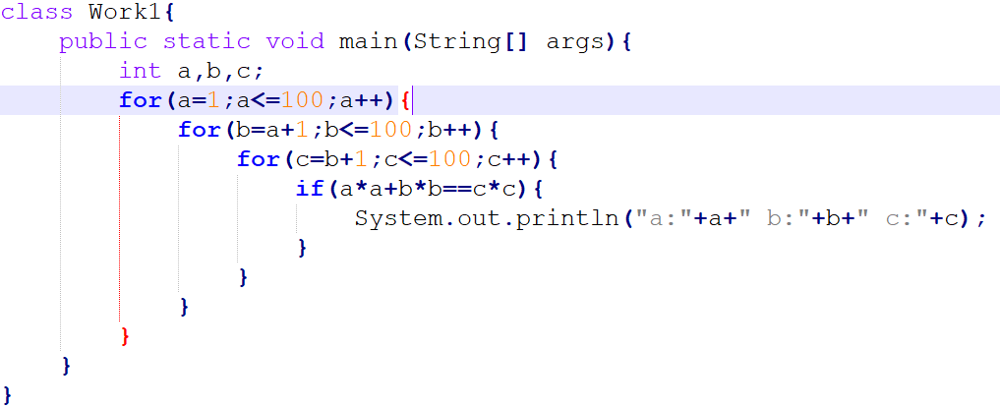 class Work1{
    public static void main(String[] args){
        int a,b,c;
        for(a=1;a<=100;a++){
            for(b=a+1;b<=100;b++){
                for(c=b+1;c<=100;c++){
                    if(a*a+b*b==c*c){
                        System.out.println("a:"+a+" b:"+b+" c:"+c);
                    }
                }
            }
        }
    }
}